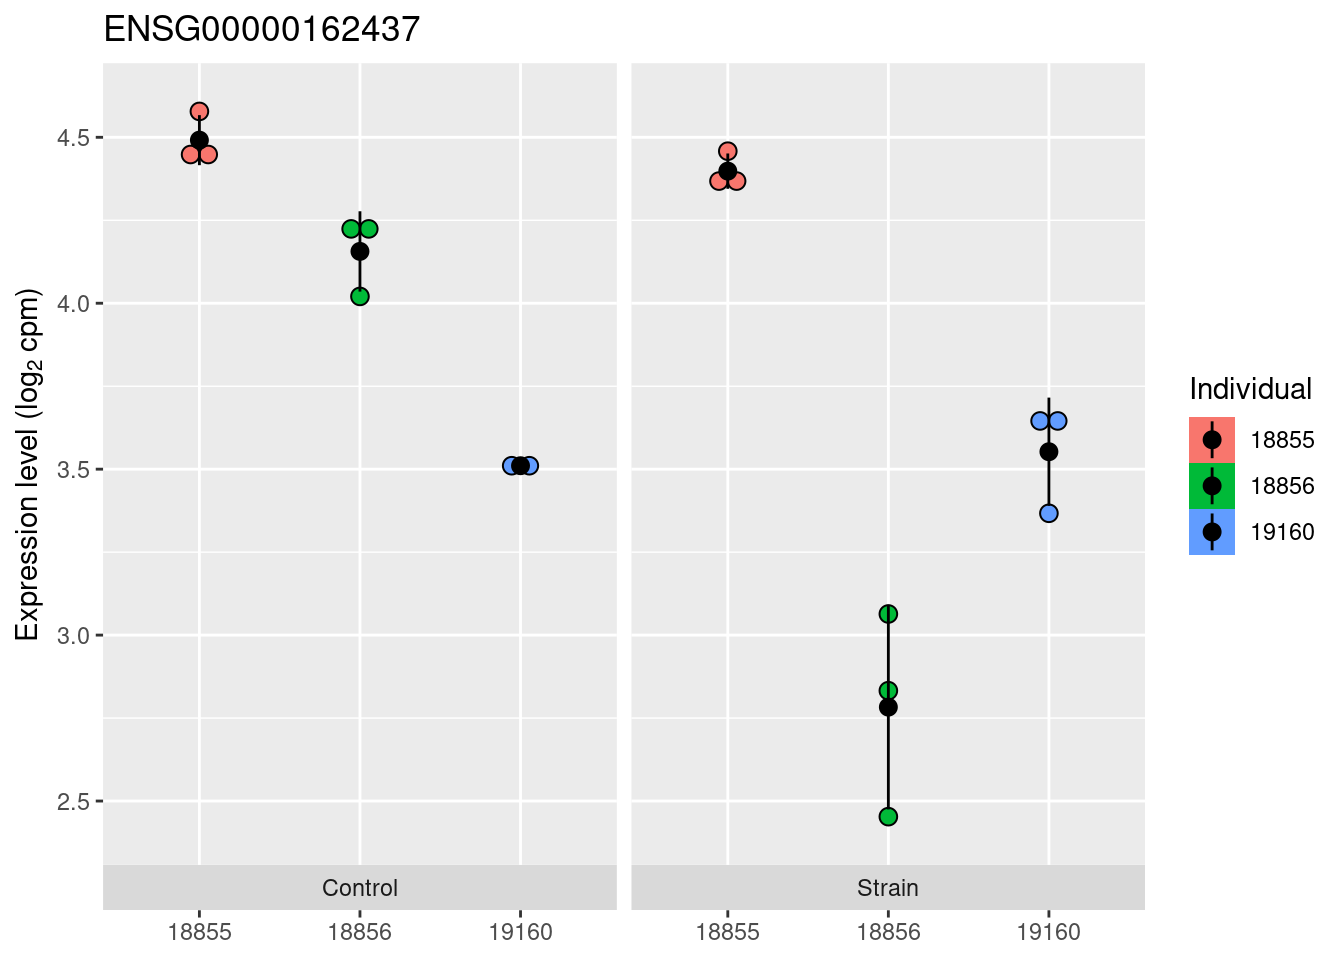 ENSG00000162437
Expression level (log₂ cpm)
4.5
4.0
3.5
3.0
2.5
Control
Strain
18855
18856
19160
18855
18856
19160
Individual
18855
18856
19160